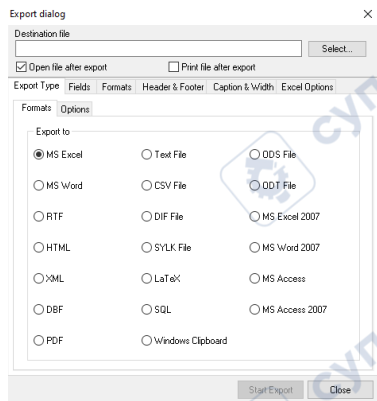 Export dialog
Destination file
Select...
Open file after export
Print file after export
Export Type Fields Formats Header & Footer Caption & Width Excel Options
Formats Options
Export to
MS Excel Text File ODS File
MS Word CSV File ODT File
RTF DIF File MS Excel 2007
HTML SYLK File MS Word 2007
XML LaTeX MS Access
DBF SQL MS Access 2007
PDF Windows Clipboard
Start Export Close